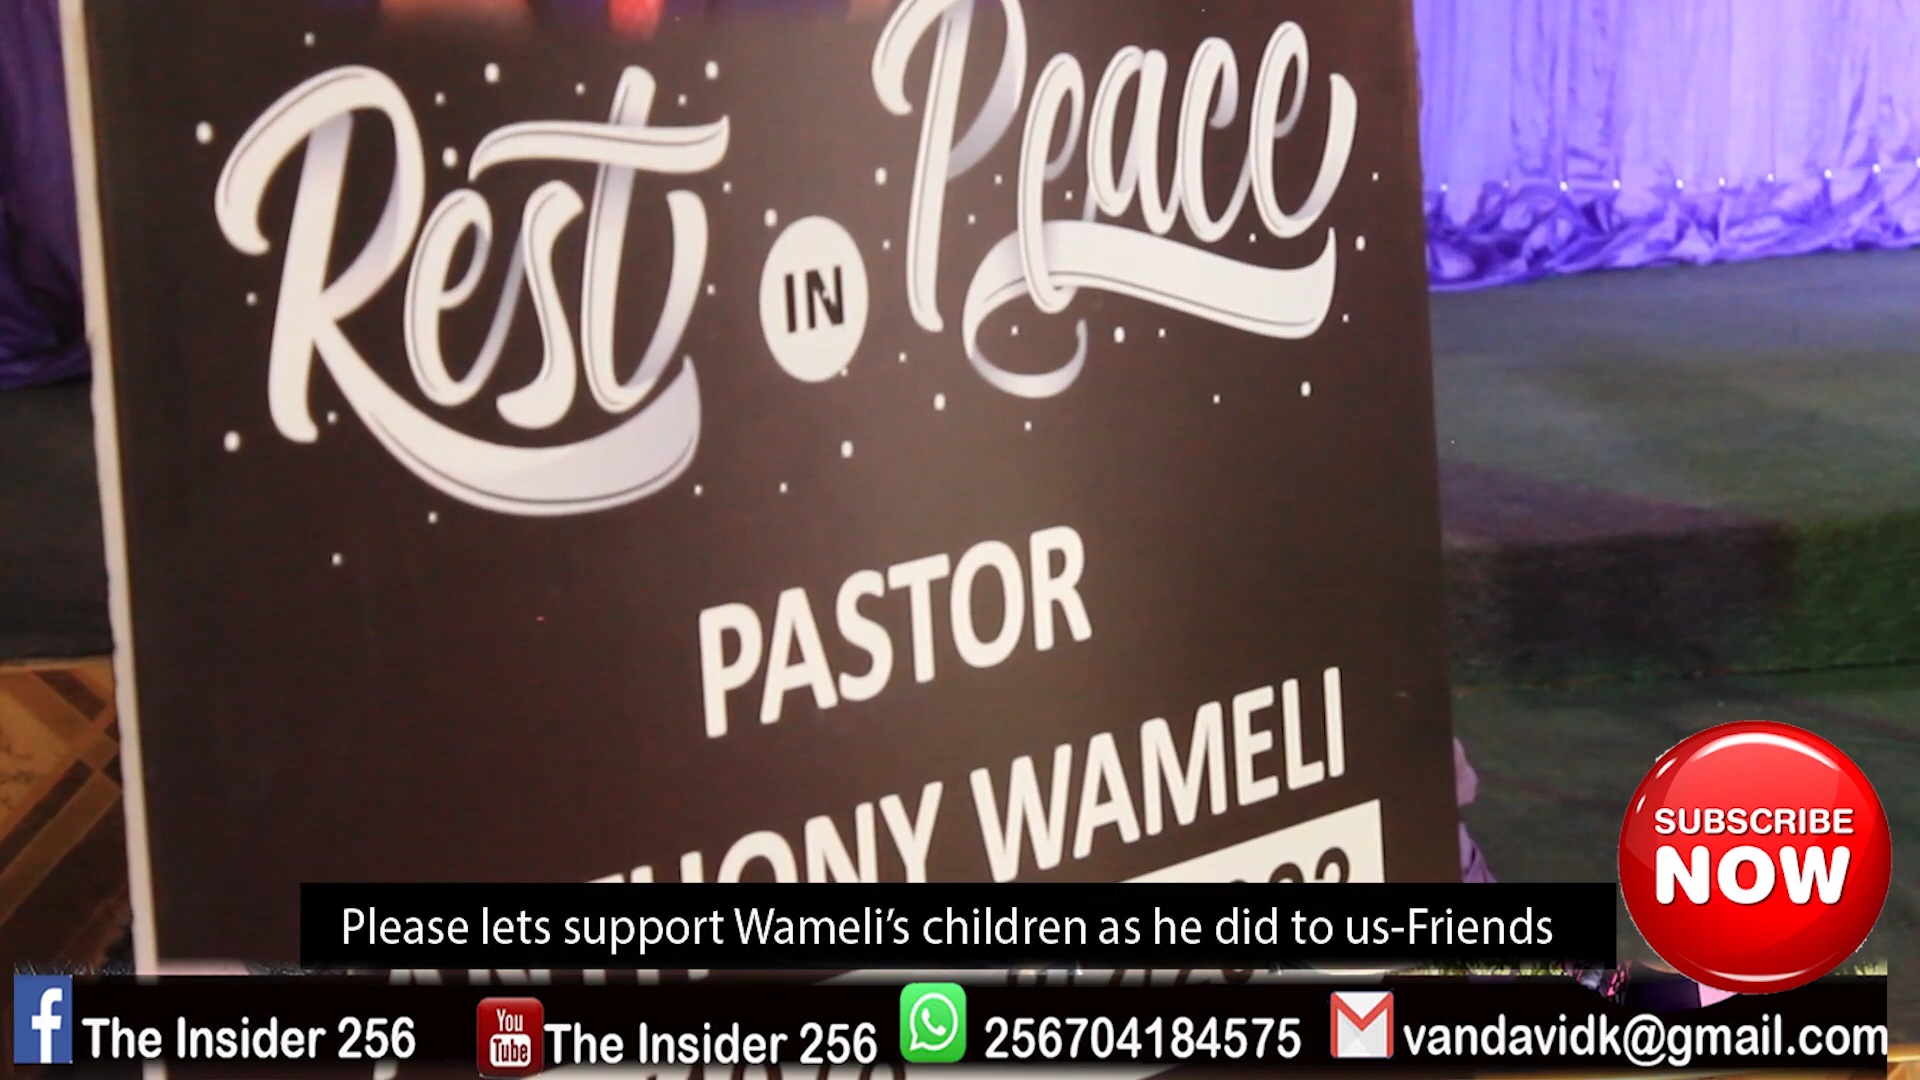 Rest IN Peace
PASTOR
WAMELI
SUBSCRIBE
NOW
Please lets support Wameli’s children as he did to us-Friends
The Insider 256
You
Tube
The Insider 256
256704184575
vandavidk@gmail.com